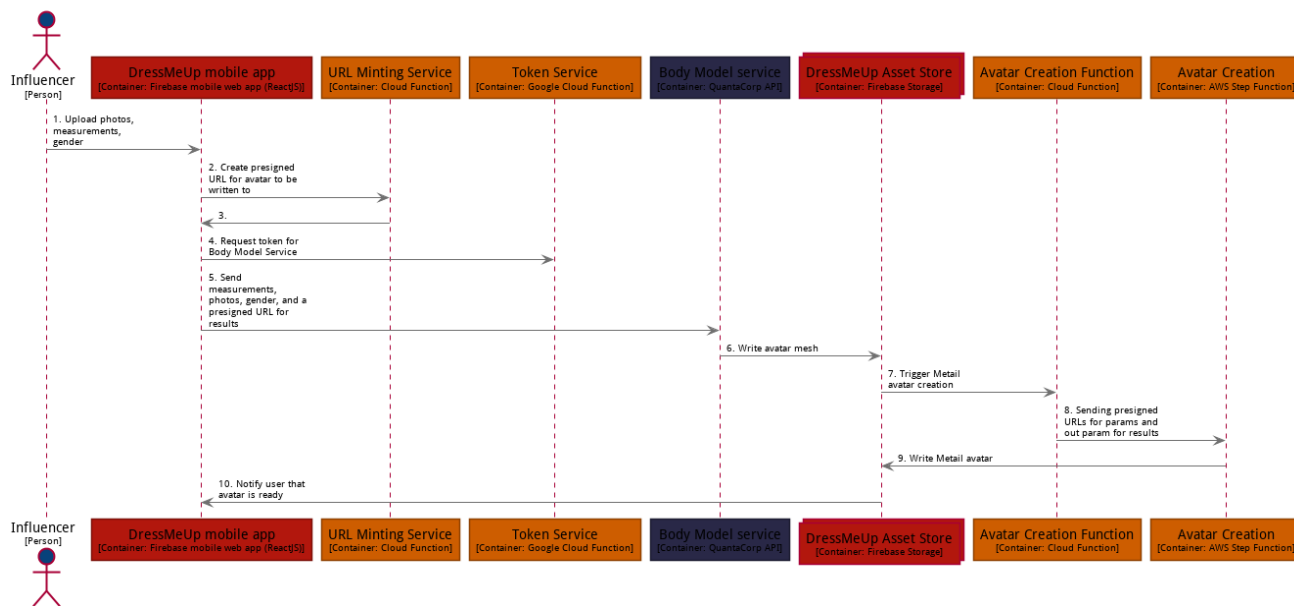 Influencer
[Person]
DressMeUp mobile app
[Container: Firebase mobile web app (ReactJS)]
URL Minting Service
[Container: Cloud Function]
Token Service
[Container: Google Cloud Function]
Body Model service
[Container: QuantaCorp API]
DressMeUp Asset Store
[Container: Firebase Storage]
Avatar Creation Function
[Container: Cloud Function]
Avatar Creation
[Container: AWS Step Function]
1. Upload photos,
measurements,
gender
2. Create presigned
URL for avatar to be
written to
3.
4. Request token for
Body Model Service
5. Send
measurements,
photos, gender, and a
presigned URL for
results
6. Write avatar mesh
7. Trigger Metail
avatar creation
8. Sending presigned
URLs for params and
out param for results
9. Write Metail avatar
10. Notify user that
avatar is ready
Influencer
[Person]
DressMeUp mobile app
[Container: Firebase mobile web app (ReactJS)]
URL Minting Service
[Container: Cloud Function]
Token Service
[Container: Google Cloud Function]
Body Model service
[Container: QuantaCorp API]
DressMeUp Asset Store
[Container: Firebase Storage]
Avatar Creation Function
[Container: Cloud Function]
Avatar Creation
[Container: AWS Step Function]